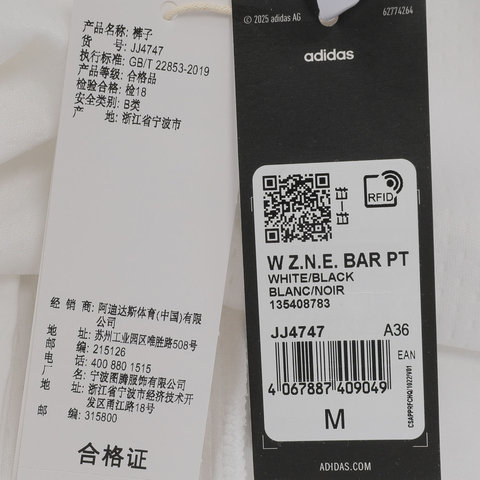 产品名称: 裤子
货 号: JJ4747
执行标准: GB/T 22853-2019
产品等级: 合格品
检验合格: 检18
安全类别: B类
产 地: 浙江省宁波市
经 销 商: 阿迪达斯体育(中国)有限
公司
地 址: 苏州工业园区唯胜路508号
邮 编: 215126
电 话: 400 880 1515
厂 名: 宁波图腾服饰有限公司
地 址: 浙江省宁波市经济技术开
发区甬江路18号
邮 编: 315800
合格证
© 2025 adidas AG
62774264
adidas
RFID
W Z.N.E. BAR PT
WHITE/BLACK
BLANC/NOIR
135408783
JJ4747 A36
EAN
4 067887 409049
M
ADIDAS.COM